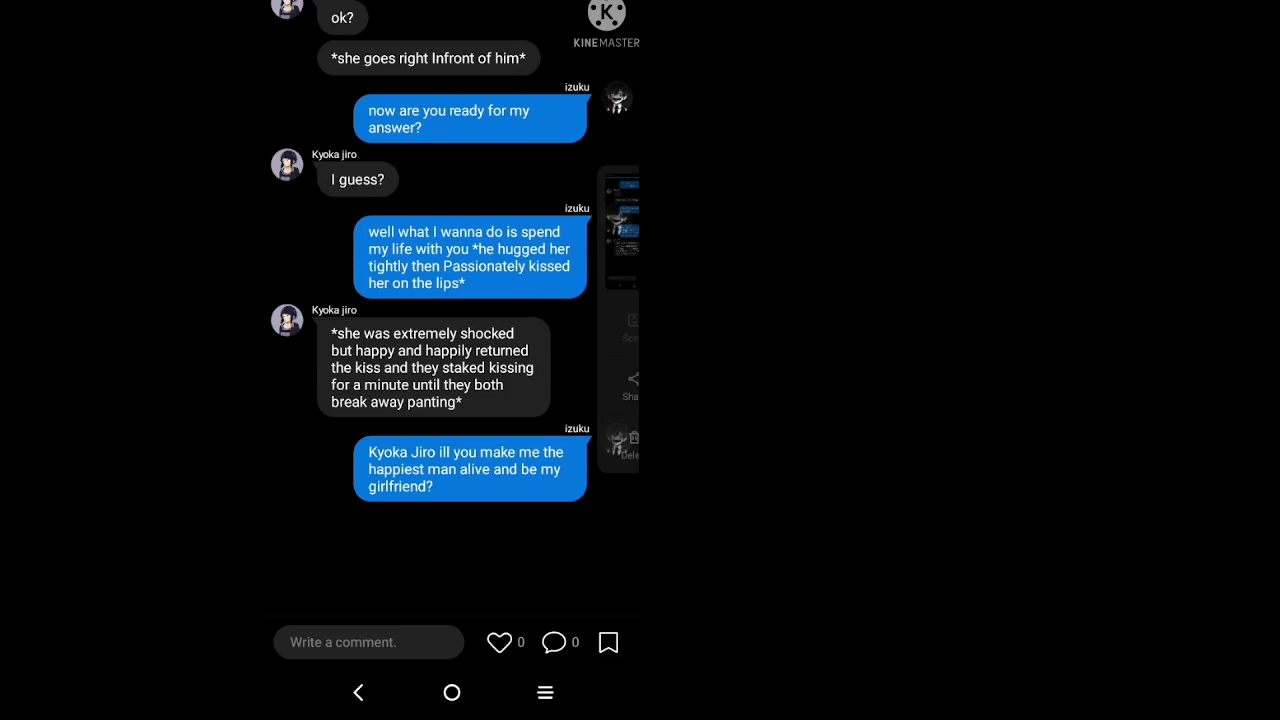 ok?
KINEMASTER
*she goes right Infront of him*
izuku
now are you ready for my
answer?
Kyoka jiro
I guess?
izuku
well what I wanna do is spend
my life with you *he hugged her
tightly then Passionately kissed
her on the lips*
Kyoka jiro
*she was extremely shocked
but happy and happily returned
the kiss and they staked kissing
for a minute until they both
break away panting*
izuku
Kyoka Jiro ill you make me the
happiest man alive and be my
girlfriend?
Write a comment.
0
0